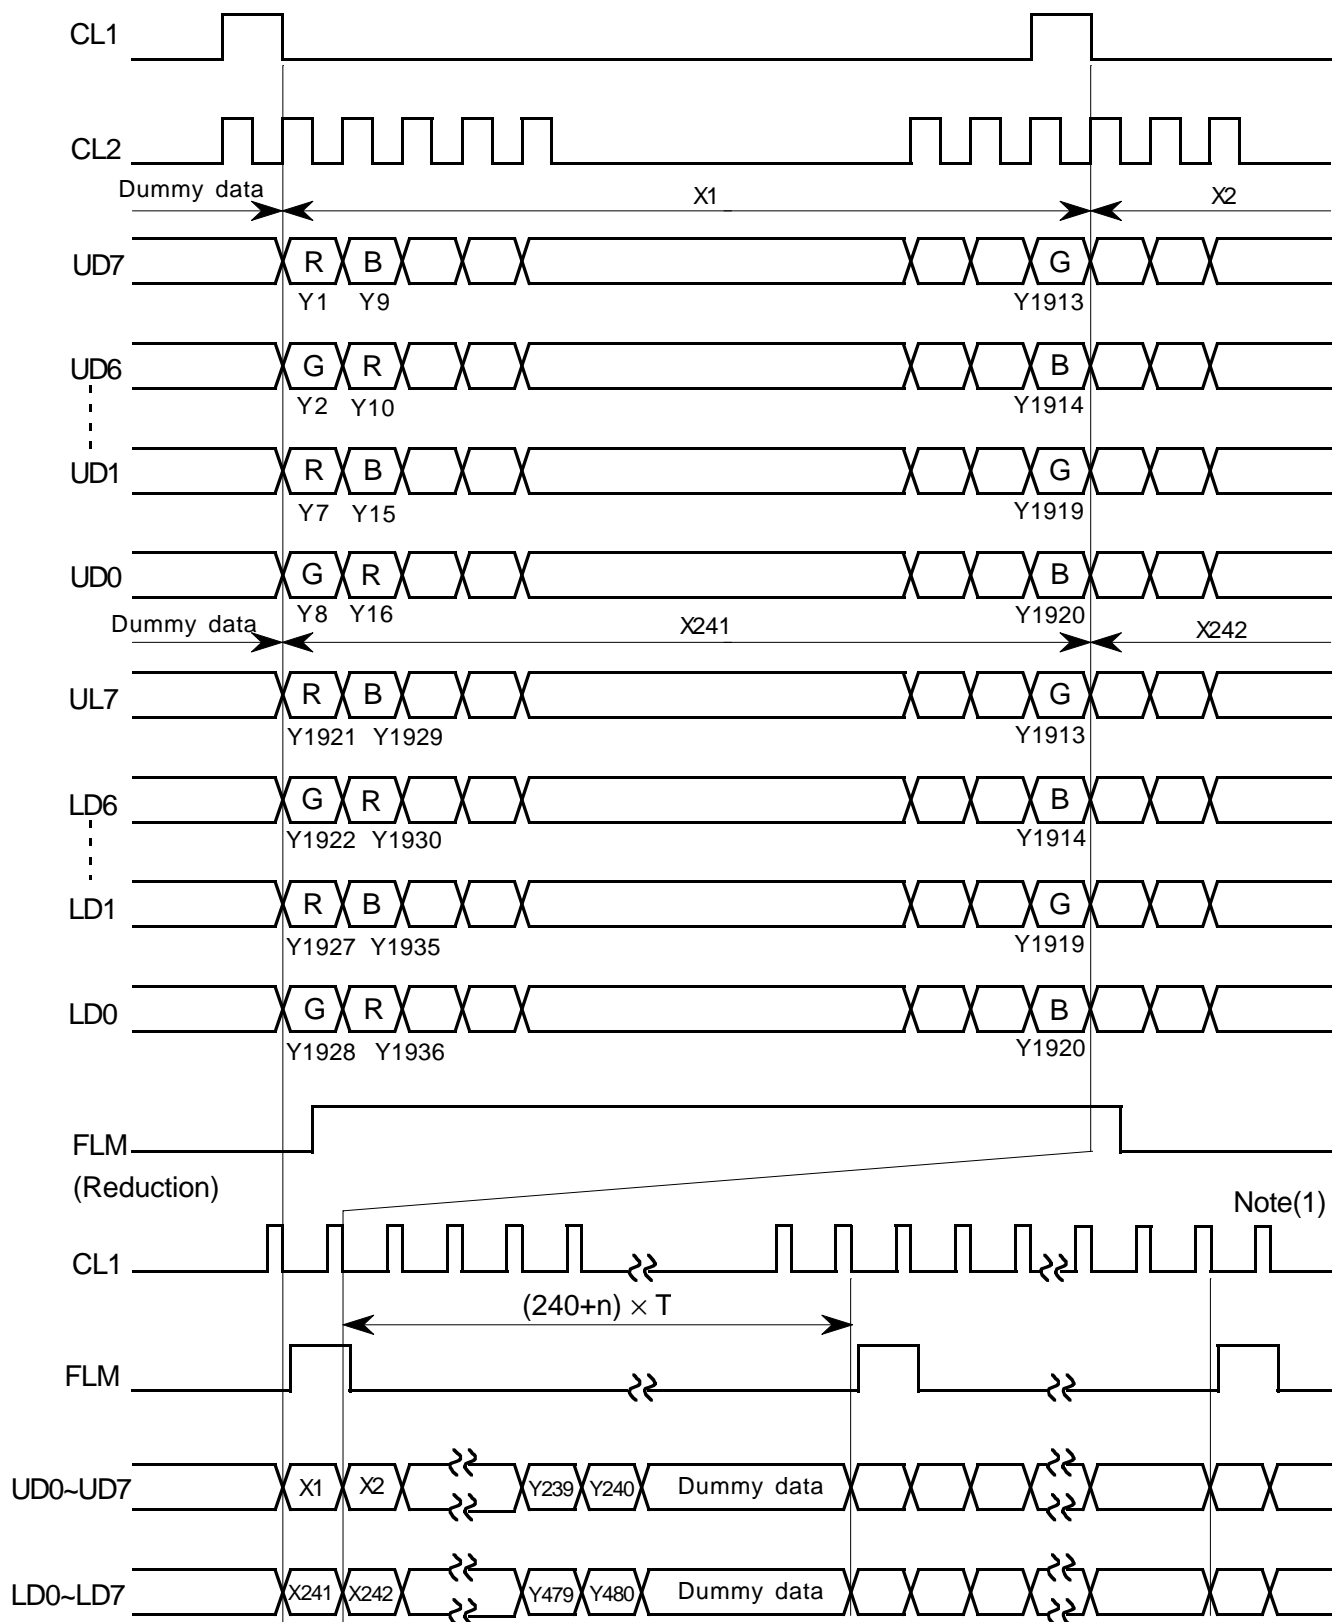 CL1
CL2
Dummy data X1 X2
UD7 R B G
Y1 Y9 Y1913
UD6 G R B
Y2 Y10 Y1914
UD1 R B G
Y7 Y15 Y1919
UD0 G R B
Y8 Y16 Y1920
Dummy data X241 X242
UL7 R B G
Y1921 Y1929 Y1913
LD6 G R B
Y1922 Y1930 Y1914
LD1 R B G
Y1927 Y1935 Y1919
LD0 G R B
Y1928 Y1936 Y1920
FLM
(Reduction)
Note(1)
CL1
(240+n) × T
FLM
UD0~UD7 X1 X2 Y239 Y240 Dummy data
LD0~LD7 X241 X242 Y479 Y480 Dummy data